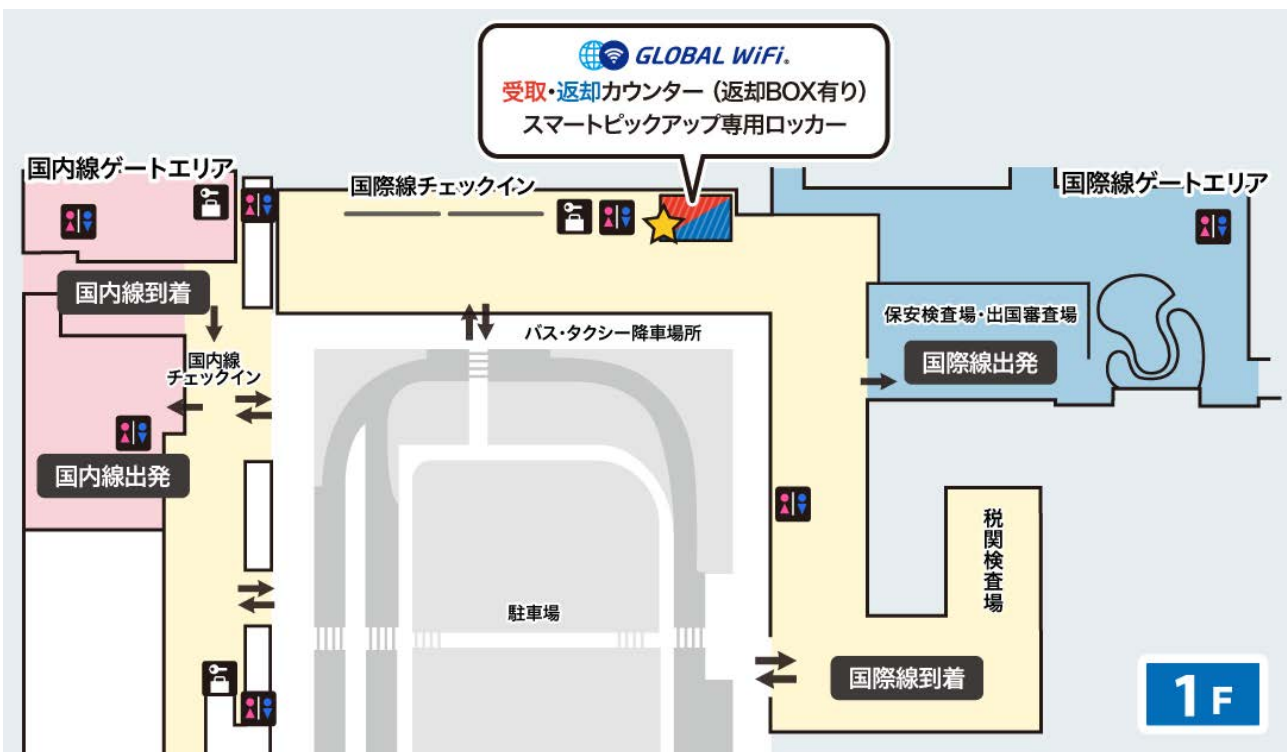 GLOBAL WiFi.
受取・返却カウンター(返却BOX有り)
スマートピックアップ専用ロッカー
国内線ゲートエリア
国際線チェックイン
国際線ゲートエリア
国内線到着
保安検査場・出国審査場
国際線出発
バス・タクシー降車場所
国内線
チェックイン
国内線出発
税関検査場
駐車場
国際線到着
1F